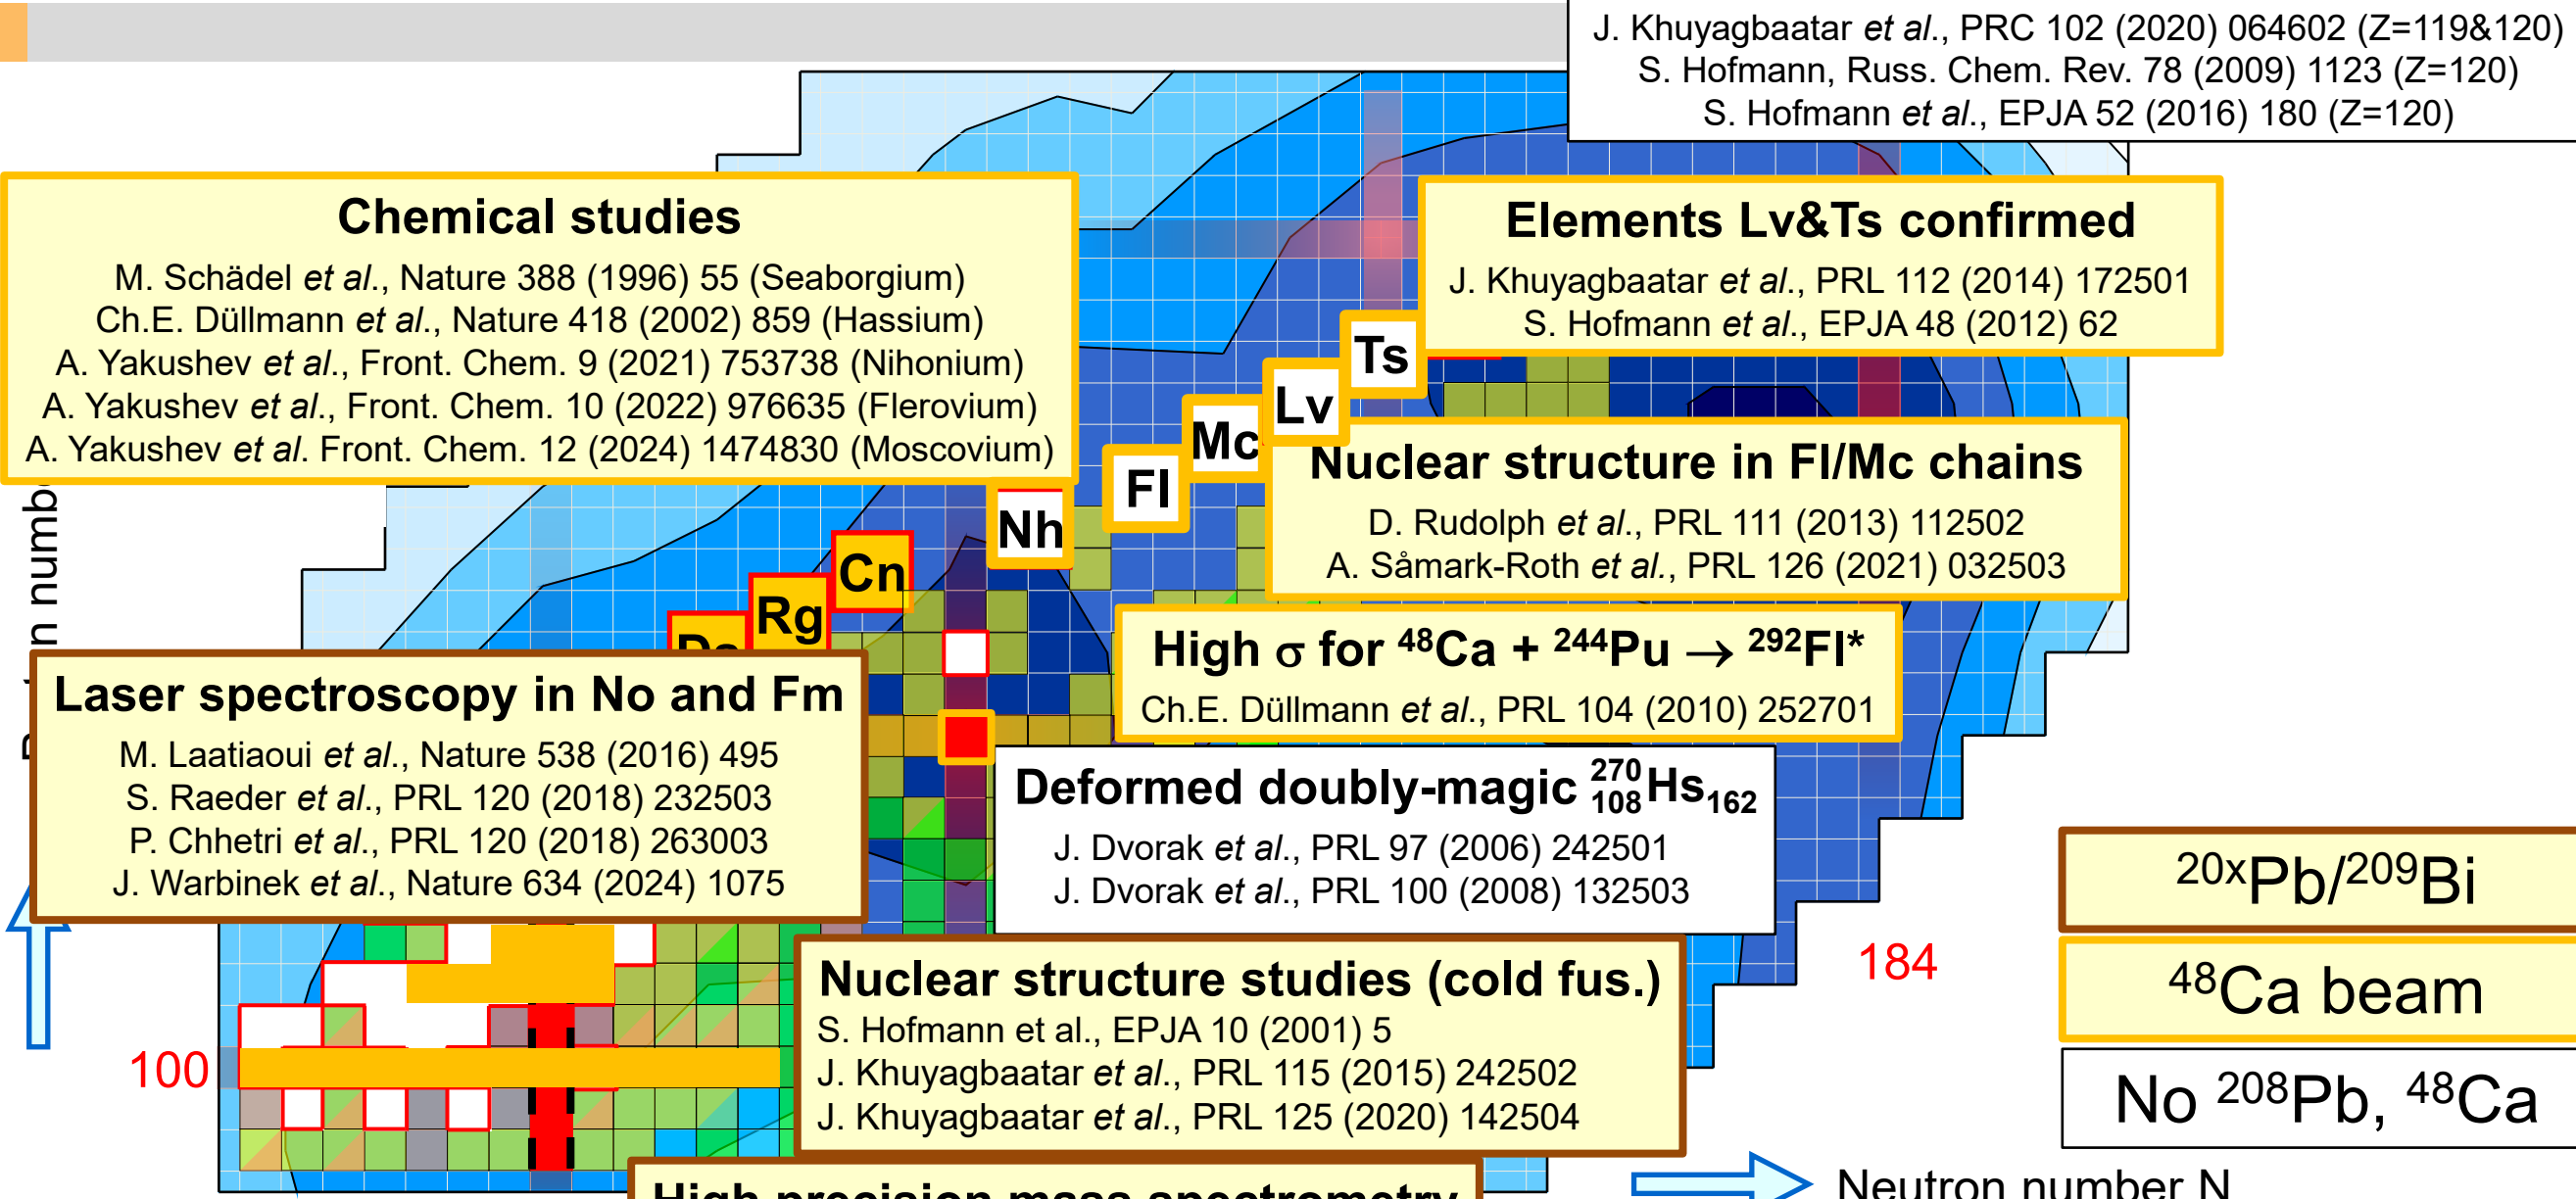 J. Khuyagbaatar et al., PRC 102 (2020) 064602 (Z=119&120)
S. Hofmann, Russ. Chem. Rev. 78 (2009) 1123 (Z=120)
S. Hofmann et al., EPJA 52 (2016) 180 (Z=120)
Chemical studies
M. Schädel et al., Nature 388 (1996) 55 (Seaborgium)
Ch.E. Düllmann et al., Nature 418 (2002) 859 (Hassium)
A. Yakushev et al., Front. Chem. 9 (2021) 753738 (Nihonium)
A. Yakushev et al., Front. Chem. 10 (2022) 976635 (Flerovium)
A. Yakushev et al. Front. Chem. 12 (2024) 1474830 (Moscovium)
Elements Lv&Ts confirmed
J. Khuyagbaatar et al., PRL 112 (2014) 172501
S. Hofmann et al., EPJA 48 (2012) 62
Ts
Lv
Mc
Fl
Nh
Cn
Rg
Nuclear structure in Fl/Mc chains
D. Rudolph et al., PRL 111 (2013) 112502
A. Såmark-Roth et al., PRL 126 (2021) 032503
High σ for ⁴⁸Ca + ²⁴⁴Pu → ²⁹²Fl*
Ch.E. Düllmann et al., PRL 104 (2010) 252701
Laser spectroscopy in No and Fm
M. Laatiaoui et al., Nature 538 (2016) 495
S. Raeder et al., PRL 120 (2018) 232503
P. Chhetri et al., PRL 120 (2018) 263003
J. Warbinek et al., Nature 634 (2024) 1075
Deformed doubly-magic ²⁷⁰₁₀₈Hs₁₆₂
J. Dvorak et al., PRL 97 (2006) 242501
J. Dvorak et al., PRL 100 (2008) 132503
Nuclear structure studies (cold fus.)
S. Hofmann et al., EPJA 10 (2001) 5
J. Khuyagbaatar et al., PRL 115 (2015) 242502
J. Khuyagbaatar et al., PRL 125 (2020) 142504
184
100
²⁰ˣPb/²⁰⁹Bi
⁴⁸Ca beam
No ²⁰⁸Pb, ⁴⁸Ca
High precision mass spectrometry
Neutron number N